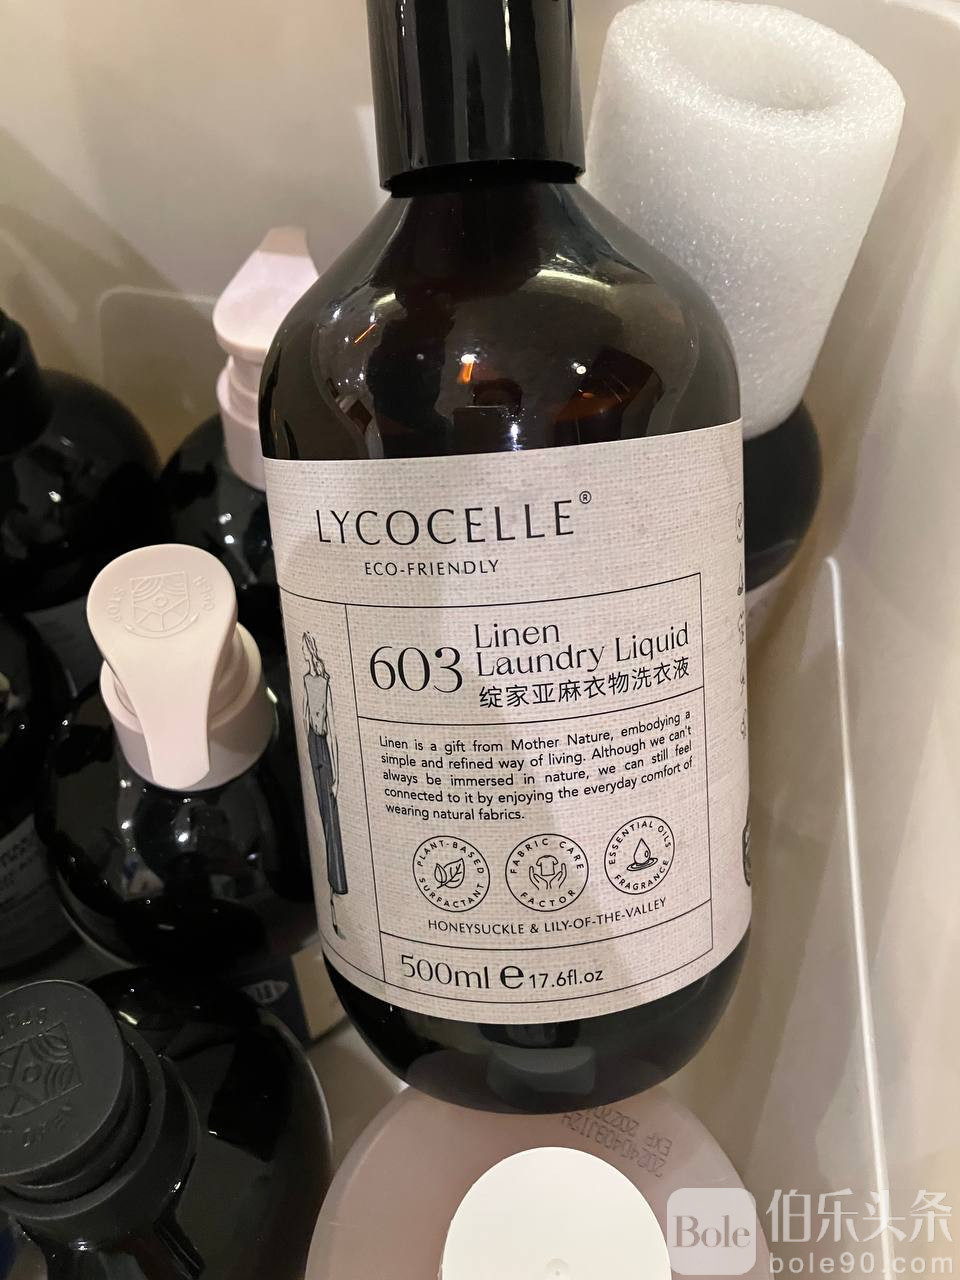 LYCOCELLE®
ECO-FRIENDLY
603
Linen
Laundry Liquid
绽家亚麻衣物洗衣液
Linen is a gift from Mother Nature, embodying a
simple and refined way of living. Although we can't
always be immersed in nature, we can still feel
connected to it by enjoying the everyday comfort of
wearing natural fabrics.
PLANT-BASED
SURFACTANT
FABRIC CARE
FACTOR
ESSENTIAL OILS
FRAGRANCE
HONEYSUCKLE & LILY-OF-THE-VALLEY
500ml e 17.6fl.oz
Bole
伯乐头条
bole90.com